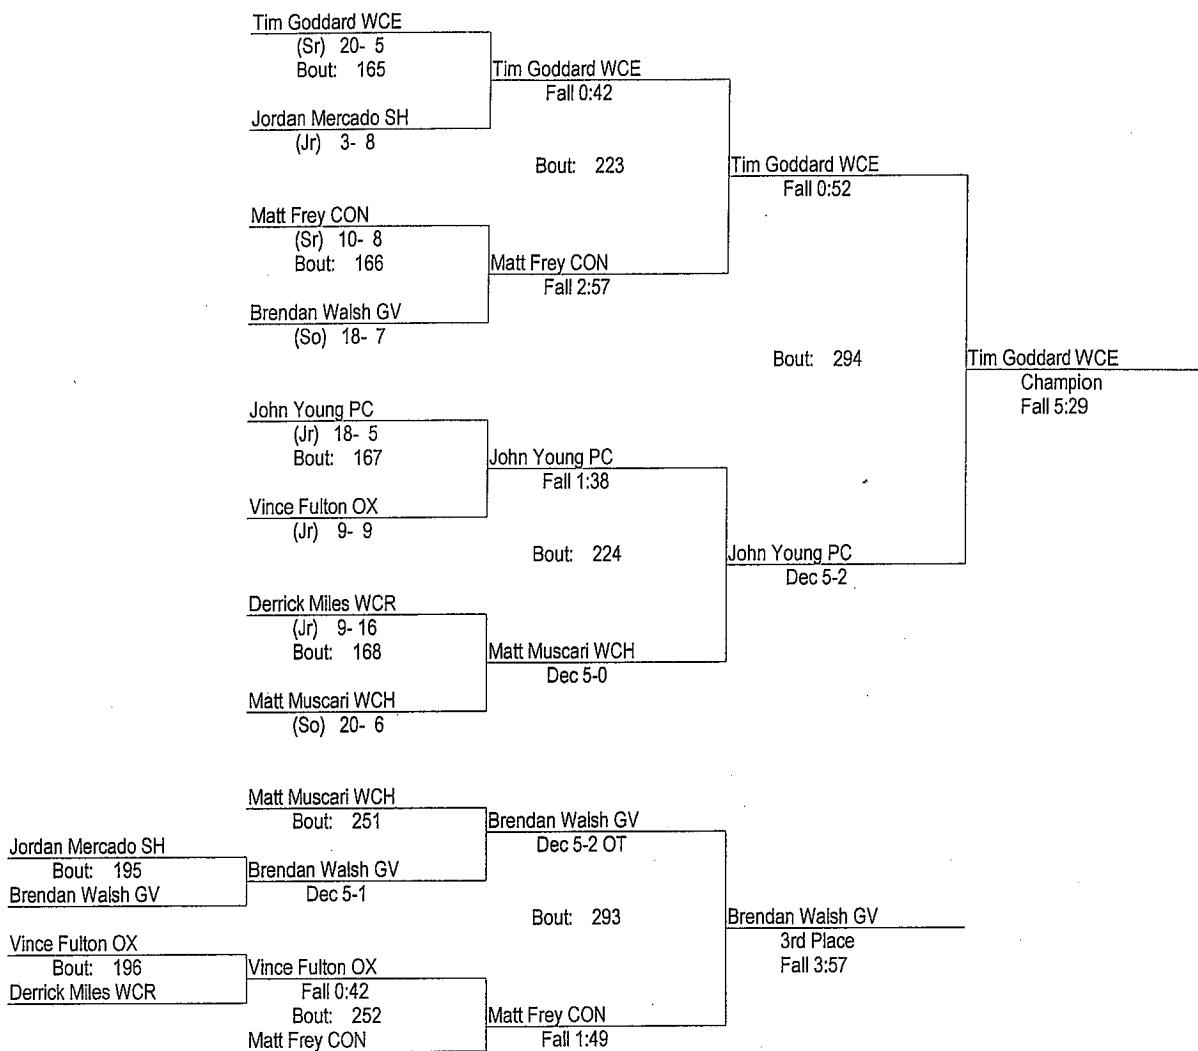 Tim Goddard WCE
(Sr) 20- 5
Bout: 165
Tim Goddard WCE
Fall 0:42
Jordan Mercado SH
(Jr) 3- 8
Bout: 223
Tim Goddard WCE
Fall 0:52
Matt Frey CON
(Sr) 10- 8
Bout: 166
Matt Frey CON
Fall 2:57
Brendan Walsh GV
(So) 18- 7
Bout: 294
Tim Goddard WCE
Champion
Fall 5:29
John Young PC
(Jr) 18- 5
Bout: 167
John Young PC
Fall 1:38
Vince Fulton OX
(Jr) 9- 9
Bout: 224
John Young PC
Dec 5-2
Derrick Miles WCR
(Jr) 9- 16
Bout: 168
Matt Muscari WCH
Dec 5-0
Matt Muscari WCH
(So) 20- 6
Matt Muscari WCH
Bout: 251
Brendan Walsh GV
Dec 5-2 OT
Jordan Mercado SH
Bout: 195
Brendan Walsh GV
Brendan Walsh GV
Dec 5-1
Bout: 293
Brendan Walsh GV
3rd Place
Fall 3:57
Vince Fulton OX
Bout: 196
Derrick Miles WCR
Vince Fulton OX
Fall 0:42
Bout: 252
Matt Frey CON
Matt Frey CON
Fall 1:49